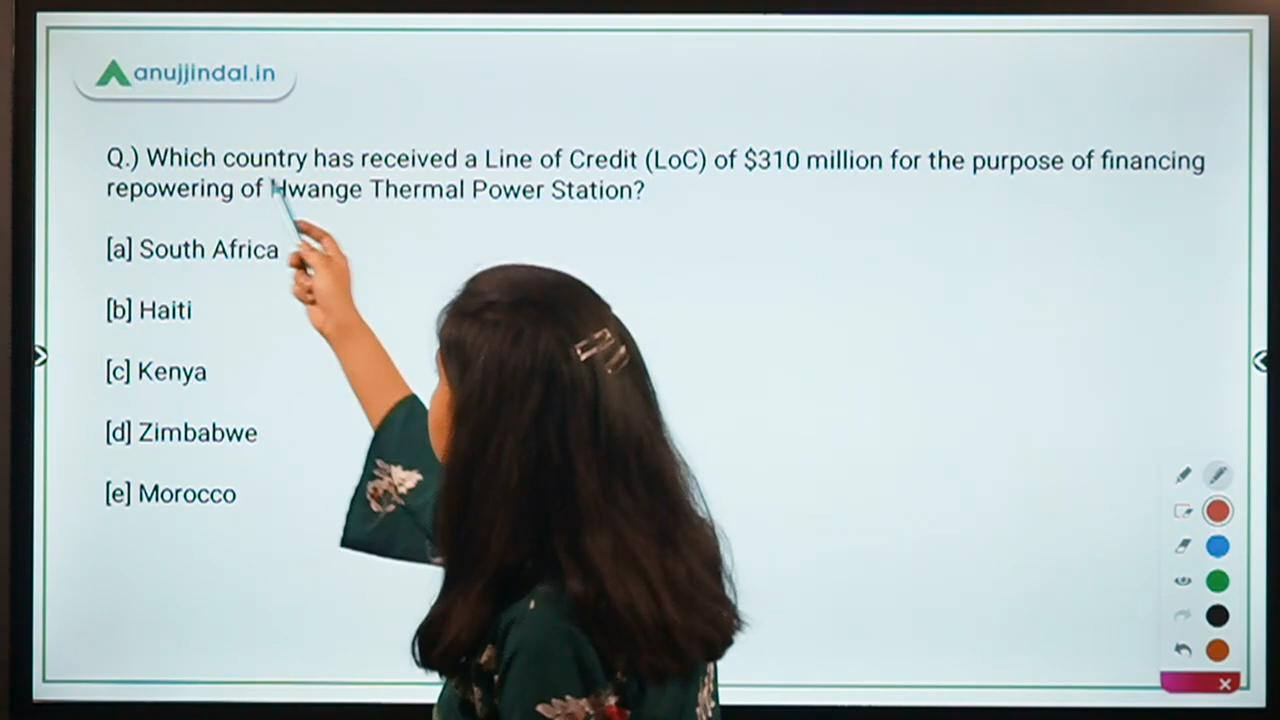 anujjindal.in
Q.) Which country has received a Line of Credit (LoC) of $310 million for the purpose of financing
repowering of Hwange Thermal Power Station?
[a] South Africa
[b] Haiti
[c] Kenya
[d] Zimbabwe
[e] Morocco